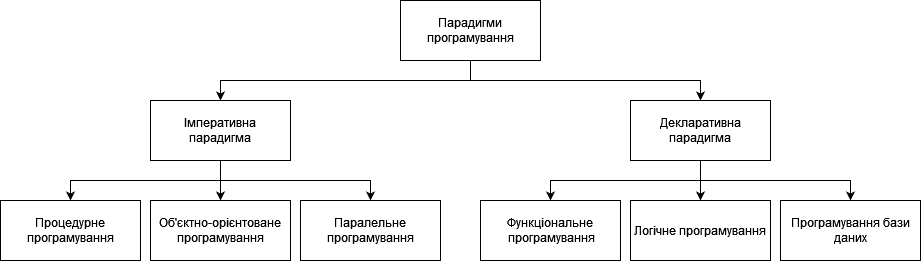 Парадигми
програмування
Імперативна
парадигма
Декларативна
парадигма
Процедурне
програмування
Об'єктно-орієнтоване
програмування
Паралельне
програмування
Функціональне
програмування
Логічне програмування
Програмування бази
даних